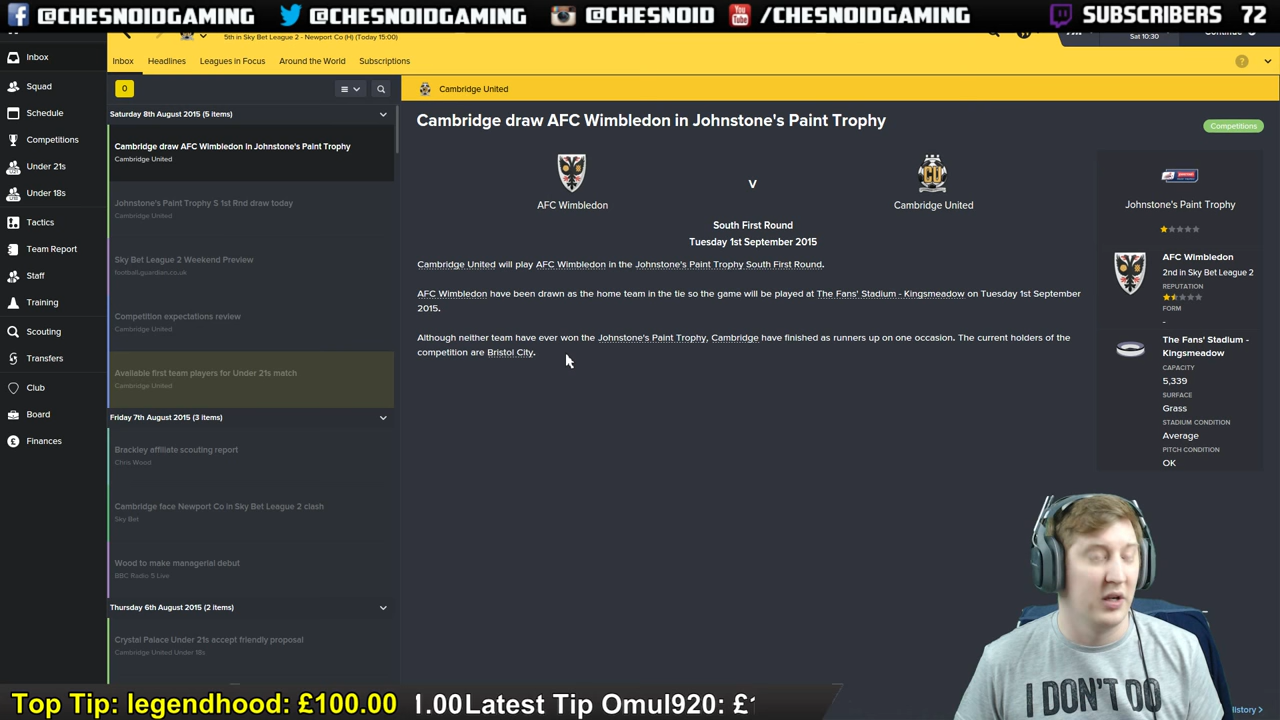 @CHESNOIDGAMING @CHESNOIDGAMING @CHESNOID /CHESNOIDGAMING SUBSCRIBERS 72
5th in Sky Bet League 2 - Newport Co (H) (Today 15:00)
Sat 10:30
Inbox
Squad
Schedule
Competitions
Under 21s
Under 18s
Tactics
Team Report
Staff
Training
Scouting
Transfers
Club
Board
Finances
Inbox Headlines Leagues in Focus Around the World Subscriptions
0
Saturday 8th August 2015 (5 items)
Cambridge draw AFC Wimbledon in Johnstone's Paint Trophy
Cambridge United
Johnstone's Paint Trophy S 1st Rnd draw today
Cambridge United
Sky Bet League 2 Weekend Preview
football.guardian.co.uk
Competition expectations review
Cambridge United
Available first team players for Under 21s match
Cambridge United
Friday 7th August 2015 (3 items)
Brackley affiliate scouting report
Chris Wood
Cambridge face Newport Co in Sky Bet League 2 clash
Sky Bet
Wood to make managerial debut
BBC Radio 5 Live
Thursday 6th August 2015 (2 items)
Crystal Palace Under 21s accept friendly proposal
Cambridge United Under 18s
Cambridge United
Cambridge draw AFC Wimbledon in Johnstone's Paint Trophy
Competitions
AFC Wimbledon
V
Cambridge United
South First Round
Tuesday 1st September 2015
Cambridge United will play AFC Wimbledon in the Johnstone's Paint Trophy South First Round.
AFC Wimbledon have been drawn as the home team in the tie so the game will be played at The Fans' Stadium - Kingsmeadow on Tuesday 1st September
2015.
Although neither team have ever won the Johnstone's Paint Trophy, Cambridge have finished as runners up on one occasion. The current holders of the
competition are Bristol City.
Johnstone's Paint Trophy
AFC Wimbledon
2nd in Sky Bet League 2
REPUTATION
FORM
-
The Fans' Stadium -
Kingsmeadow
CAPACITY
5,339
SURFACE
Grass
STADIUM CONDITION
Average
PITCH CONDITION
OK
I DON'T DO
Top Tip: legendhood: £100.00 1.00Latest Tip Omul920: £